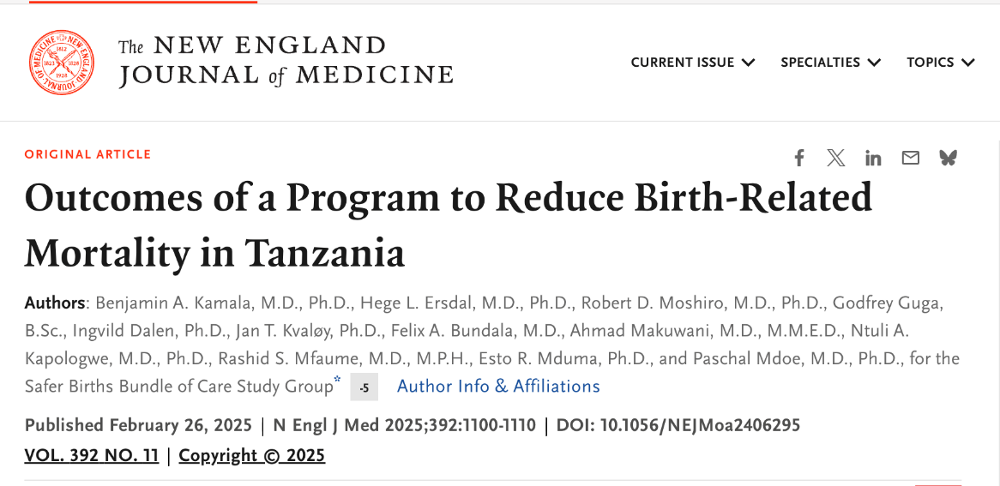 The NEW ENGLAND
JOURNAL of MEDICINE
CURRENT ISSUE
SPECIALTIES
TOPICS
ORIGINAL ARTICLE
Outcomes of a Program to Reduce Birth-Related
Mortality in Tanzania
Authors: Benjamin A. Kamala, M.D., Ph.D., Hege L. Ersdal, M.D., Ph.D., Robert D. Moshiro, M.D., Ph.D., Godfrey Guga,
B.Sc., Ingvild Dalen, Ph.D., Jan T. Kvaløy, Ph.D., Felix A. Bundala, M.D., Ahmad Makuwani, M.D., M.M.E.D., Ntuli A.
Kapologwe, M.D., Ph.D., Rashid S. Mfaume, M.D., M.P.H., Esto R. Mduma, Ph.D., and Paschal Mdoe, M.D., Ph.D., for the
Safer Births Bundle of Care Study Group* -5 Author Info & Affiliations
Published February 26, 2025 | N Engl J Med 2025;392:1100-1110 | DOI: 10.1056/NEJMoa2406295
VOL. 392 NO. 11 | Copyright © 2025